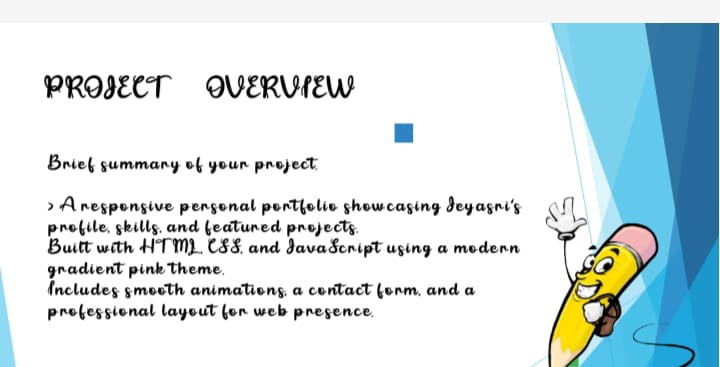 PROJECT OVERVIEW
Brief summary of your project.
> A responsive personal portfolio showcasing Jeyasri's
profile, skills, and featured projects.
Built with HTML, CSS, and JavaScript using a modern
gradient pink theme.
Includes smooth animations, a contact form, and a
professional layout for web presence.